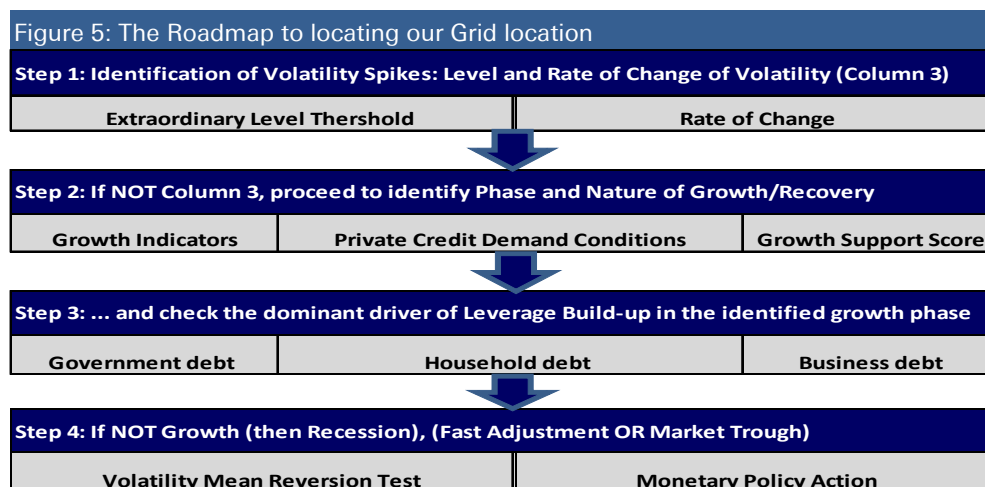 Figure 5: The Roadmap to locating our Grid location
Step 1: Identification of Volatility Spikes: Level and Rate of Change of Volatility (Column 3)
Extraordinary Level Thershold Rate of Change
Step 2: If NOT Column 3, proceed to identify Phase and Nature of Growth/Recovery
Growth Indicators Private Credit Demand Conditions Growth Support Score
Step 3: ... and check the dominant driver of Leverage Build-up in the identified growth phase
Government debt Household debt Business debt
Step 4: If NOT Growth (then Recession), (Fast Adjustment OR Market Trough)
Volatility Mean Reversion Test Monetary Policy Action